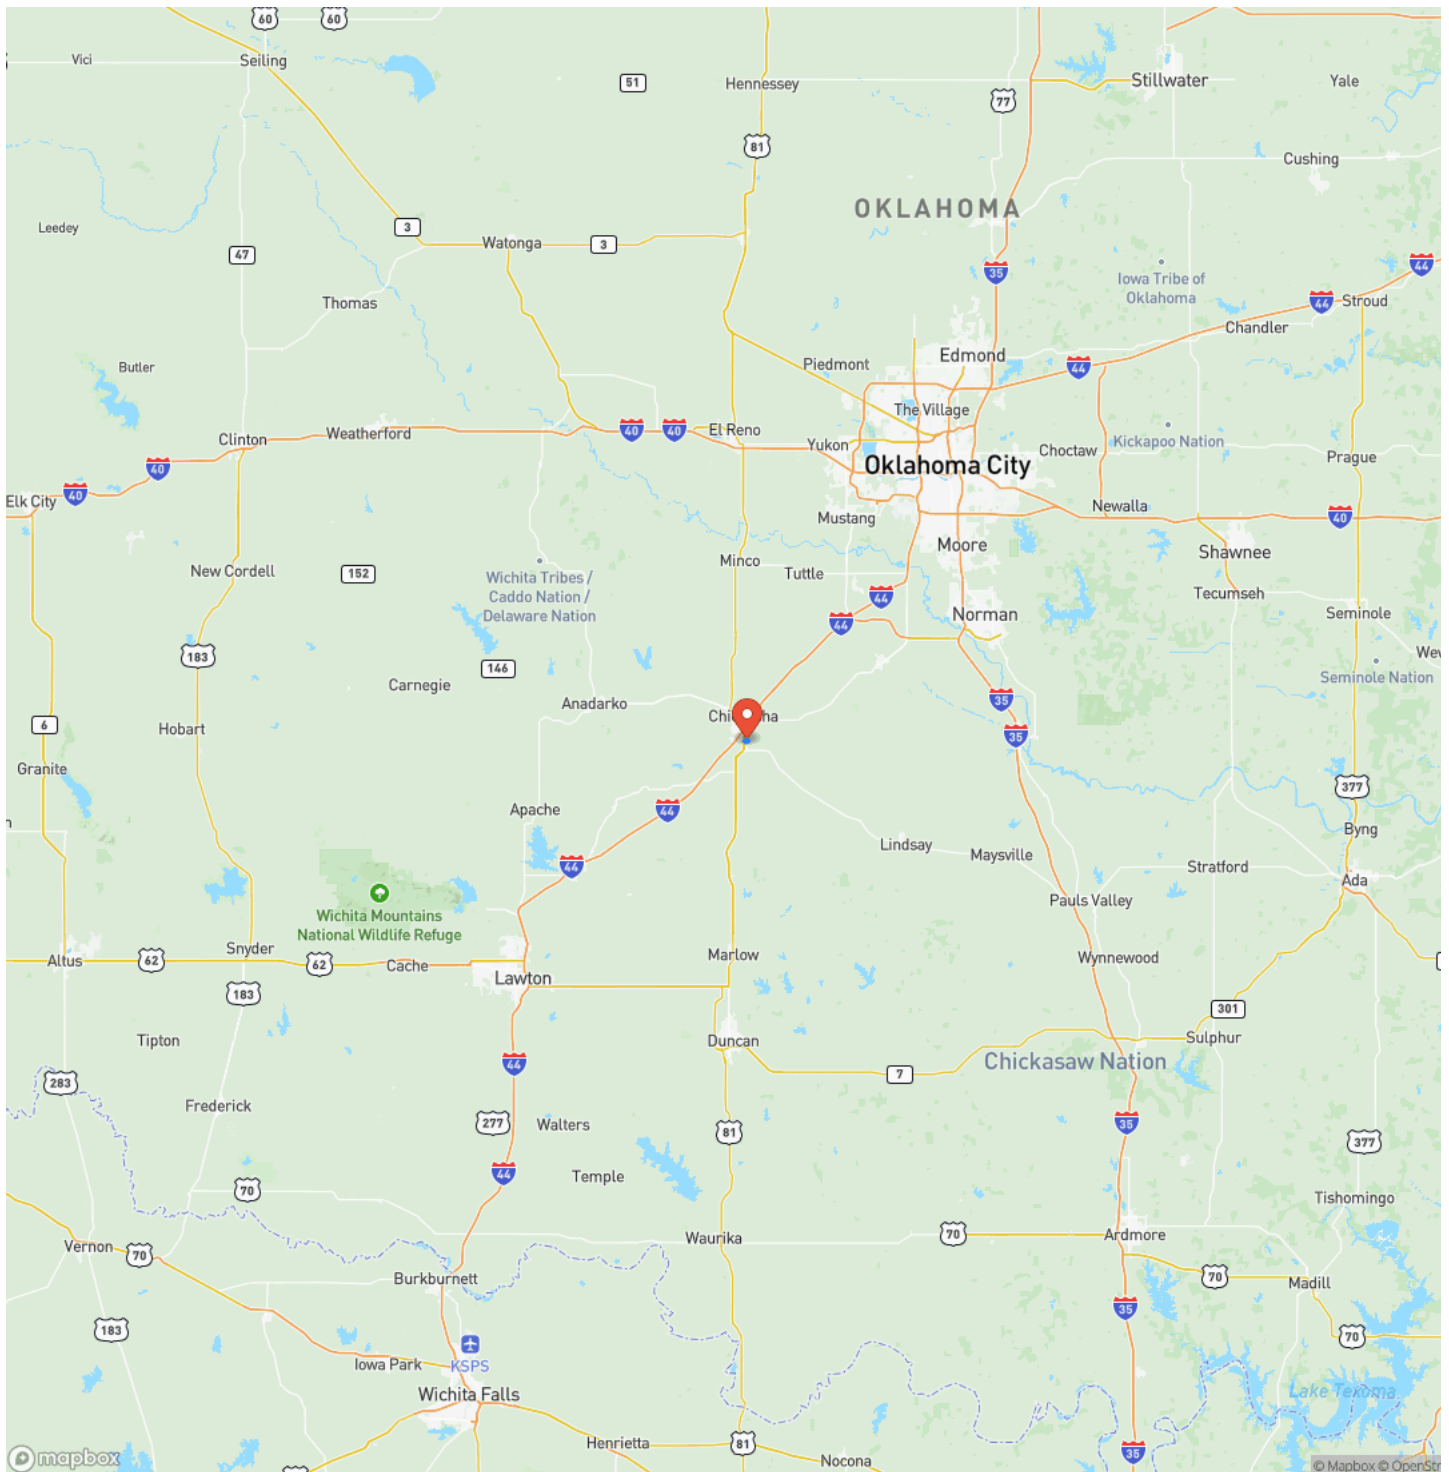 60
60
Vici
Seiling
51
Hennessey
Stillwater
Yale
77
81
Cushing
OKLAHOMA
Leedey
3
Watonga
3
47
35
Iowa Tribe of
Oklahoma
44
44
Stroud
Thomas
Chandler
Edmond
Piedmont
44
Butler
The Village
Clinton
Weatherford
40
40
El Reno
Yukon
Choctaw
Kickapoo Nation
40
Oklahoma City
Prague
40
Elk City
Newalla
Mustang
40
Moore
Shawnee
Minco
Tuttle
New Cordell
152
Wichita Tribes /
Caddo Nation /
Delaware Nation
44
Tecumseh
44
Norman
Seminole
183
146
Wev
Seminole Nation
Carnegie
Anadarko
35
6
Hobart
Chi ha
35
Granite
377
Apache
44
n
Byng
Lindsay
Maysville
44
Stratford
Ada
Wichita Mountains
National Wildlife Refuge
Pauls Valley
Snyder
Marlow
Altus
62
62
Cache
Wynnewood
Lawton
183
301
Tipton
Duncan
Sulphur
44
Chickasaw Nation
7
283
Frederick
277
Walters
35
81
377
44
Temple
70
Tishomingo
Vernon
70
Waurika
70
Ardmore
Burkburnett
70
Madill
35
183
70
KSPS
Iowa Park
Wichita Falls
Lake Texoma
Henrietta
81
35
Nocona
mapbox
© Mapbox © OpenStr